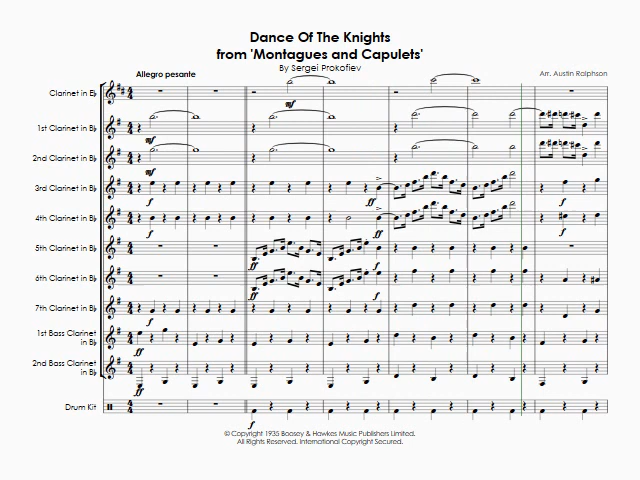 Dance Of The Knights
from 'Montagues and Capulets'
By Sergei Prokofiev
Allegro pesante
Arr. Austin Ralphson
Clarinet in E♭
1st Clarinet in B♭
mf
2nd Clarinet in B♭
mf
3rd Clarinet in B♭
f
ff
f
4th Clarinet in B♭
f
ff
f
5th Clarinet in B♭
ff
ff
6th Clarinet in B♭
ff
f
7th Clarinet in B♭
f
1st Bass Clarinet
in B♭
ff
2nd Bass Clarinet
in B♭
ff
Drum Kit
f
© Copyright 1935 Boosey & Hawkes Music Publishers Limited.
All Rights Reserved. International Copyright Secured.